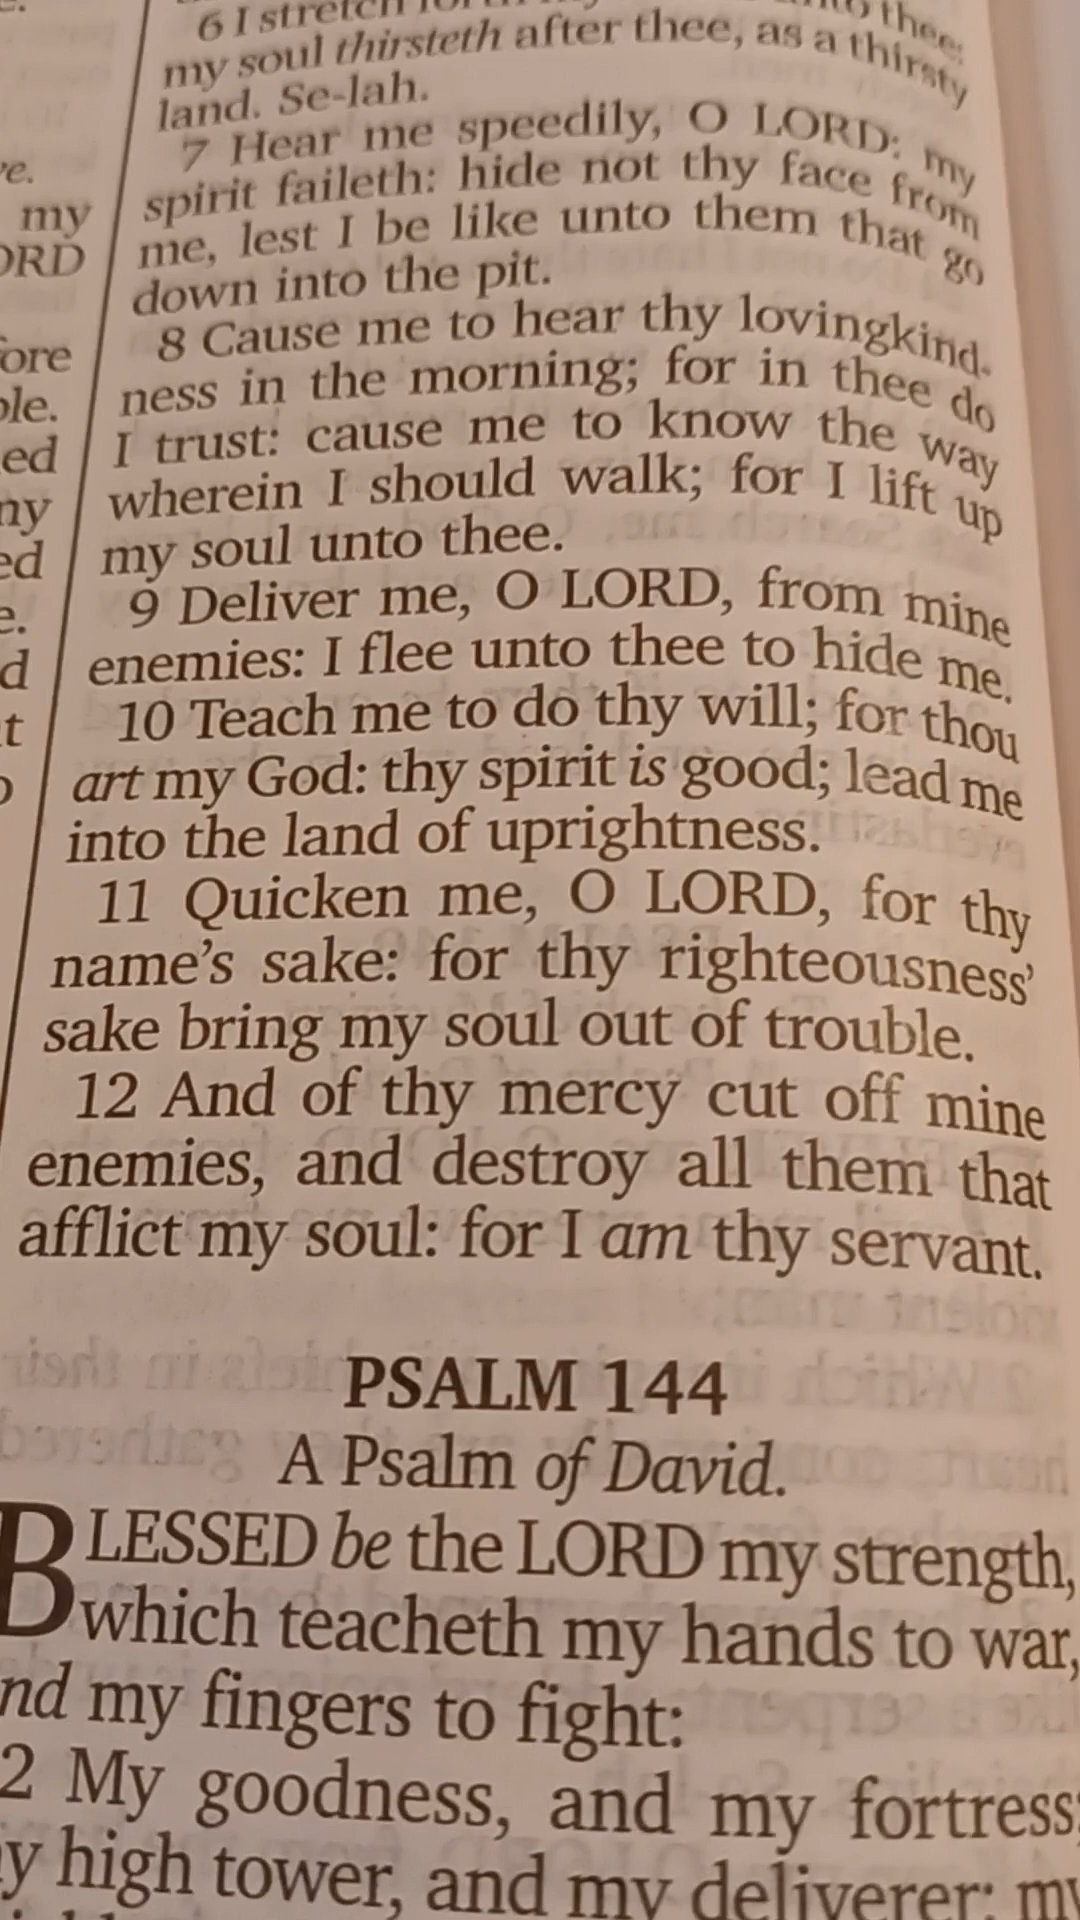 6 I stretch
my soul thirsteth after thee, as a thirsty
land. Se-lah.
7 Hear me speedily, O LORD: my
spirit faileth: hide not thy face from
me, lest I be like unto them that go
down into the pit.
8 Cause me to hear thy lovingkind-
ness in the morning; for in thee do
I trust: cause me to know the way
wherein I should walk; for I lift up
my soul unto thee.
9 Deliver me, O LORD, from mine
enemies: I flee unto thee to hide me.
10 Teach me to do thy will; for thou
art my God: thy spirit is good; lead me
into the land of uprightness.
11 Quicken me, O LORD, for thy
name's sake: for thy righteousness'
sake bring my soul out of trouble.
12 And of thy mercy cut off mine
enemies, and destroy all them that
afflict my soul: for I am thy servant.
PSALM 144
A Psalm of David.
BLESSED be the LORD my strength,
which teacheth my hands to war,
nd my fingers to fight:
2 My goodness, and my fortress;
y high tower, and my deliverer; my